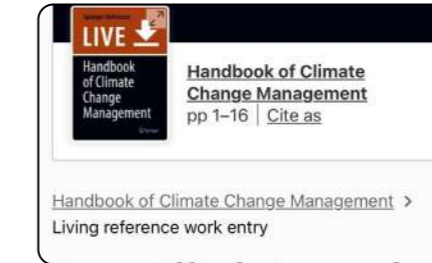 LIVE
Handbook
of Climate
Change
Management
Handbook of Climate
Change Management
pp 1–16 | Cite as
Handbook of Climate Change Management >
Living reference work entry